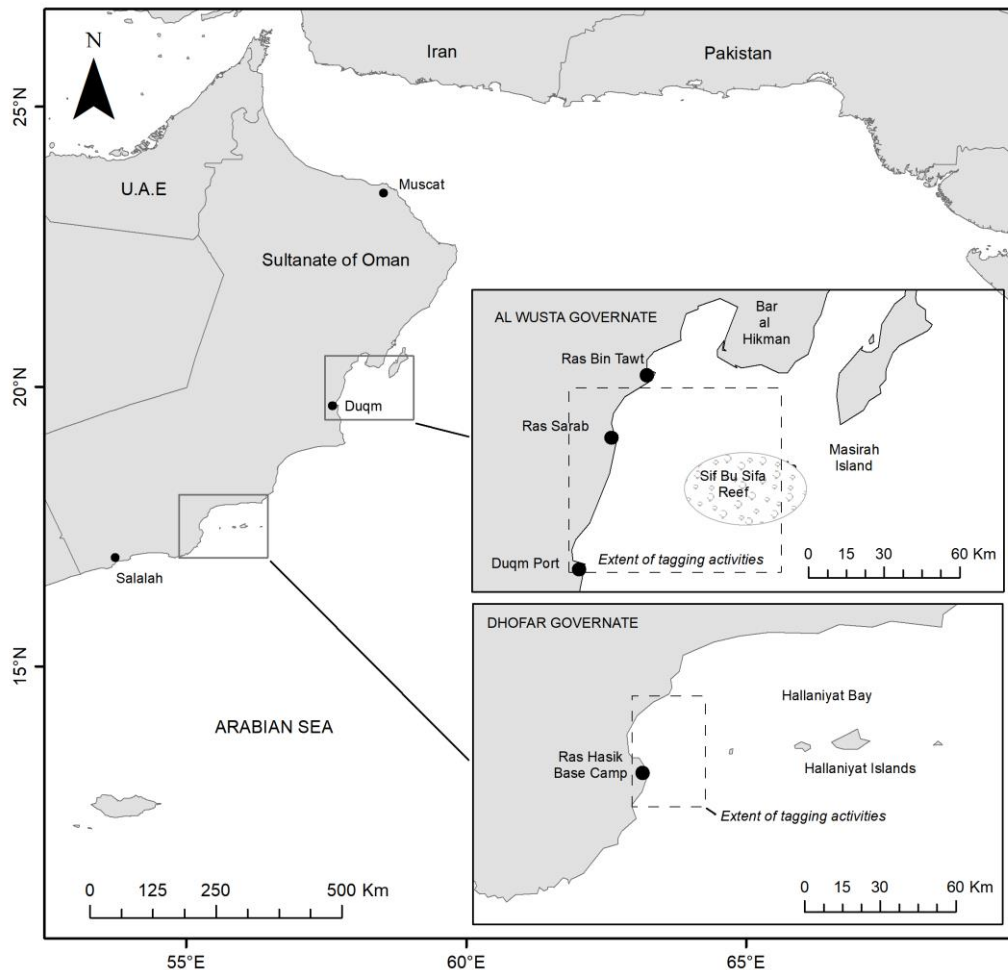 N
Iran
Pakistan
25°N
U.A.E
Muscat
Sultanate of Oman
AL WUSTA GOVERNATE
Bar
al
Hikman
Ras Bin Tawt
20°N
Duqm
Ras Sarab
Masirah
Island
Sif Bu Sifa
Reef
Duqm Port
Extent of tagging activities
0 15 30 60 Km
Salalah
DHOFAR GOVERNATE
15°N
Hallaniyat Bay
ARABIAN SEA
Ras Hasik
Base Camp
Hallaniyat Islands
Extent of tagging activities
0 125 250 500 Km
0 15 30 60 Km
55°E 60°E 65°E